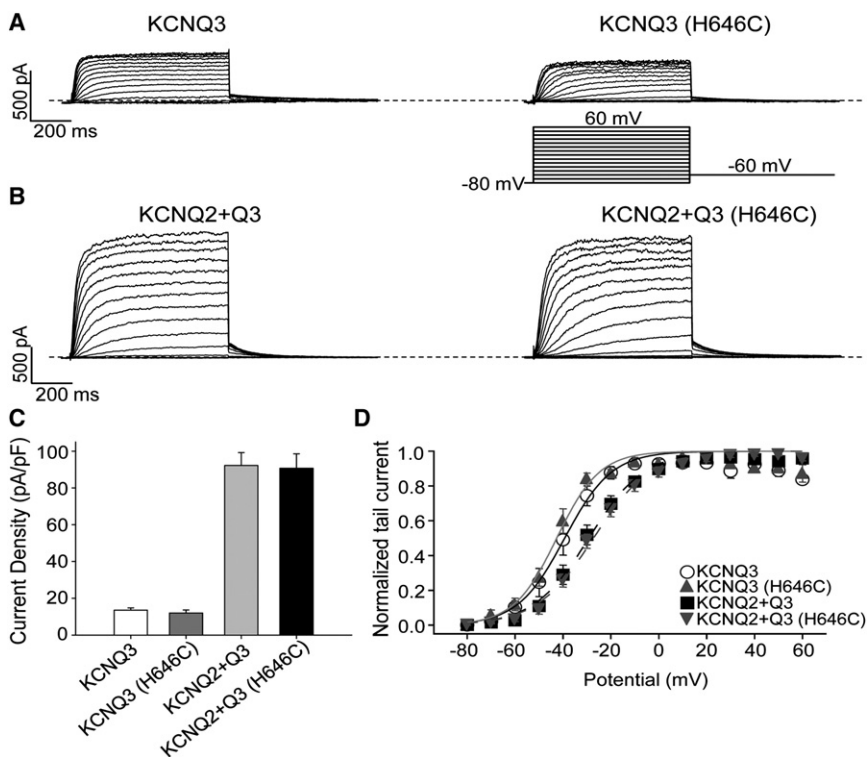 A
KCNQ3
KCNQ3 (H646C)
500 pA
200 ms
60 mV
-60 mV
-80 mV
B
KCNQ2+Q3
KCNQ2+Q3 (H646C)
500 pA
200 ms
C
Current Density (pA/pF)
100
80
60
40
20
0
KCNQ3
KCNQ3 (H646C)
KCNQ2+Q3
KCNQ2+Q3 (H646C)
D
Normalized tail current
1.0
0.8
0.6
0.4
0.2
0.0
KCNQ3
KCNQ3 (H646C)
KCNQ2+Q3
KCNQ2+Q3 (H646C)
-80 -60 -40 -20 0 20 40 60
Potential (mV)